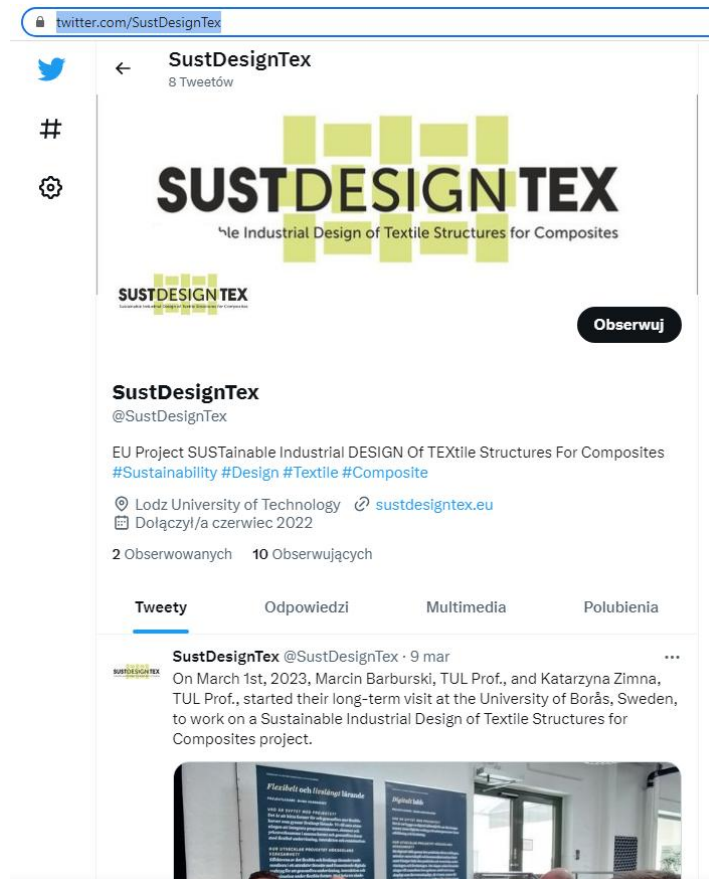 twitter.com/SustDesignTex
SustDesignTex
8 Tweetów
SUSTDESIGNTEX
le Industrial Design of Textile Structures for Composites
SUSTDESIGNTEX
Obserwuj
SustDesignTex
@SustDesignTex
EU Project SUSTainable Industrial DESIGN Of TEXtile Structures For Composites
#Sustainability #Design #Textile #Composite
Lodz University of Technology sustdesigntex.eu
Dołączył/a czerwiec 2022
2 Obserwowanych 10 Obserwujących
Tweety Odpowiedzi Multimedia Polubienia
SustDesignTex @SustDesignTex · 9 mar
SUSTDESIGNTEX
On March 1st, 2023, Marcin Barburski, TUL Prof., and Katarzyna Zimna,
TUL Prof., started their long-term visit at the University of Borås, Sweden,
to work on a Sustainable Industrial Design of Textile Structures for
Composites project.
Flexibelt och livslångt lärande
Digitalt labb